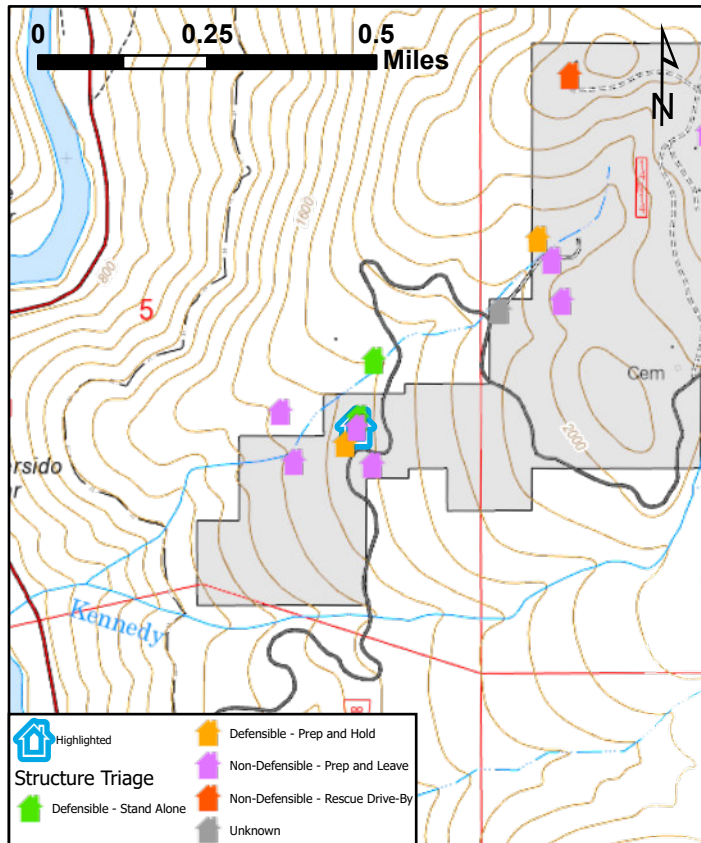 0 0.25 0.5
Miles
N
1600
800
5
Cem
2000
ersido
r
Kennedy
Highlighted
Structure Triage
Defensible - Stand Alone
Defensible - Prep and Hold
Non-Defensible - Prep and Leave
Non-Defensible - Rescue Drive-By
Unknown